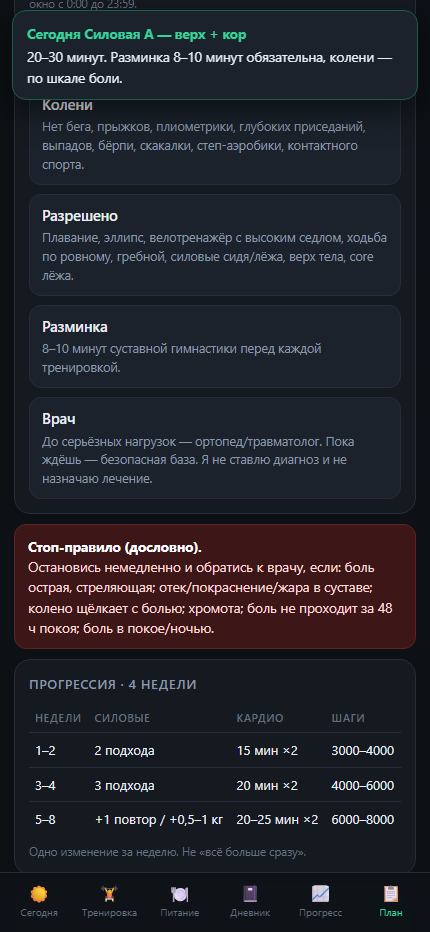 окно с 0:00 до 23:59.
Сегодня Силовая А — верх + кор
20–30 минут. Разминка 8–10 минут обязательна, колени —
по шкале боли.
Колени
Нет бега, прыжков, плиометрики, глубоких приседаний,
выпадов, бёрпи, скакалки, степ-аэробики, контактного
спорта.
Разрешено
Плавание, эллипс, велотренажёр с высоким седлом, ходьба
по ровному, гребной, силовые сидя/лёжа, верх тела, core
лёжа.
Разминка
8–10 минут суставной гимнастики перед каждой
тренировкой.
Врач
До серьёзных нагрузок — ортопед/травматолог. Пока
ждёшь — безопасная база. Я не ставлю диагноз и не
назначаю лечение.
Стоп-правило (дословно).
Остановись немедленно и обратись к врачу, если: боль
острая, стреляющая; отек/покраснение/жара в суставе;
колено щёлкает с болью; хромота; боль не проходит за 48
ч покоя; боль в покое/ночью.
ПРОГРЕССИЯ · 4 НЕДЕЛИ
НЕДЕЛИ СИЛОВЫЕ КАРДИО ШАГИ
1–2 2 подхода 15 мин ×2 3000–4000
3–4 3 подхода 20 мин ×2 4000–6000
5–8 +1 повтор / +0,5–1 кг 20–25 мин ×2 6000–8000
Одно изменение за неделю. Не «всё больше сразу».
Сегодня Тренировка Питание Дневник Прогресс План